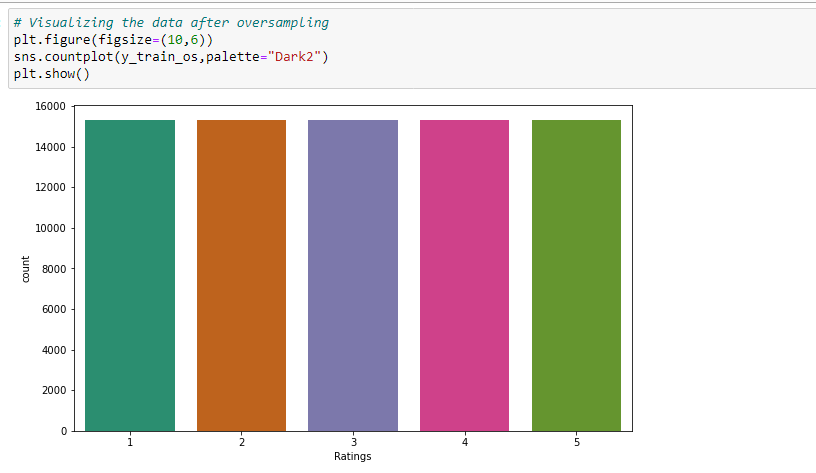 # Visualizing the data after oversampling
plt.figure(figsize=(10,6))
sns.countplot(y_train_os,palette="Dark2")
plt.show()
16000
14000
12000
10000
8000
6000
4000
2000
0
count
1 2 3 4 5
Ratings